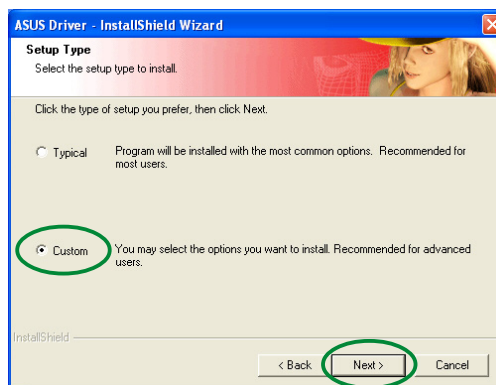 ASUS Driver - InstallShield Wizard
Setup Type
Select the setup type to install.
Click the type of setup you prefer, then click Next.
Typical
Program will be installed with the most common options. Recommended for
most users.
Custom
You may select the options you want to install. Recommended for advanced
users.
InstallShield
< Back
Next >
Cancel